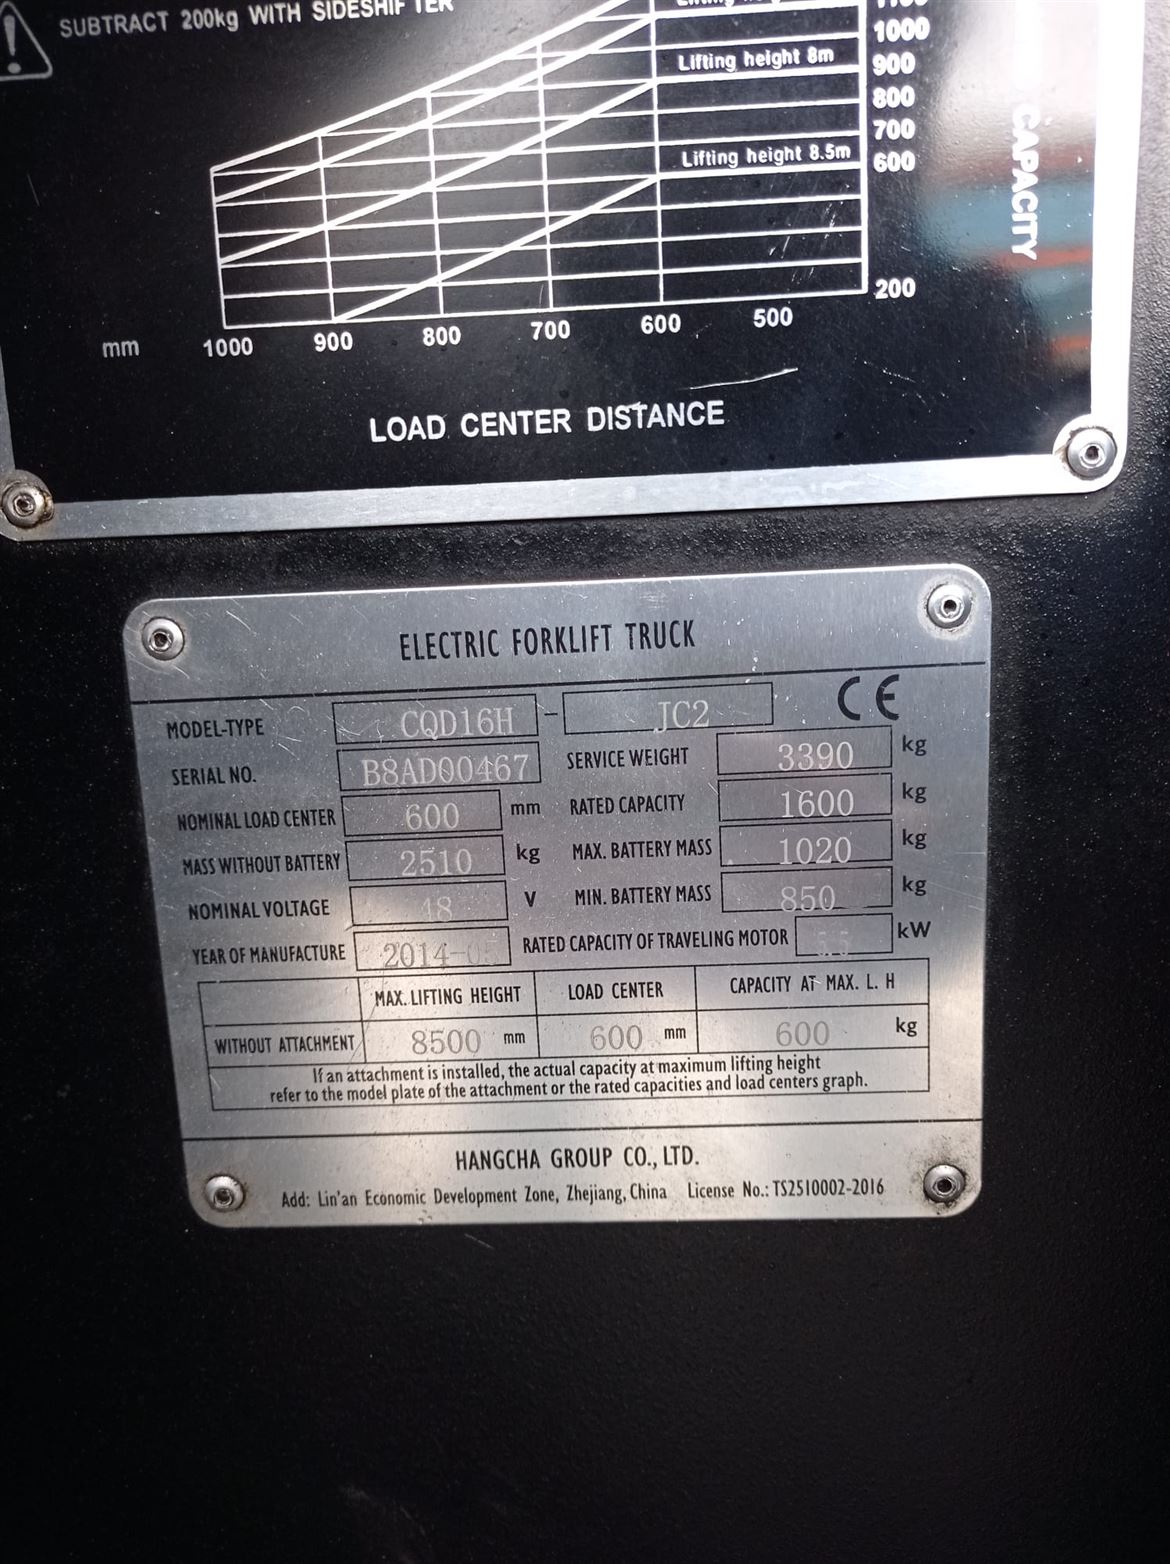 SUBTRACT 200kg WITH SIDESHIFTER
1000
Lifting height 8m
900
800
700
Lifting height 8.5m
600
200
CAPACITY
mm 1000 900 800 700 600 500
LOAD CENTER DISTANCE
ELECTRIC FORKLIFT TRUCK
MODEL-TYPE CQD16H - JC2 CE
SERIAL NO. B8AD00467 SERVICE WEIGHT 3390 kg
NOMINAL LOAD CENTER 600 mm RATED CAPACITY 1600 kg
MASS WITHOUT BATTERY 2510 kg MAX. BATTERY MASS 1020 kg
NOMINAL VOLTAGE 48 V MIN. BATTERY MASS 850 kg
YEAR OF MANUFACTURE 2014-05 RATED CAPACITY OF TRAVELING MOTOR 5.5 kW
MAX. LIFTING HEIGHT LOAD CENTER CAPACITY AT MAX. L. H
WITHOUT ATTACHMENT 8500 mm 600 mm 600 kg
If an attachment is installed, the actual capacity at maximum lifting height
refer to the model plate of the attachment or the rated capacities and load centers graph.
HANGCHA GROUP CO., LTD.
Add: Lin'an Economic Development Zone, Zhejiang, China License No.: TS2510002-2016